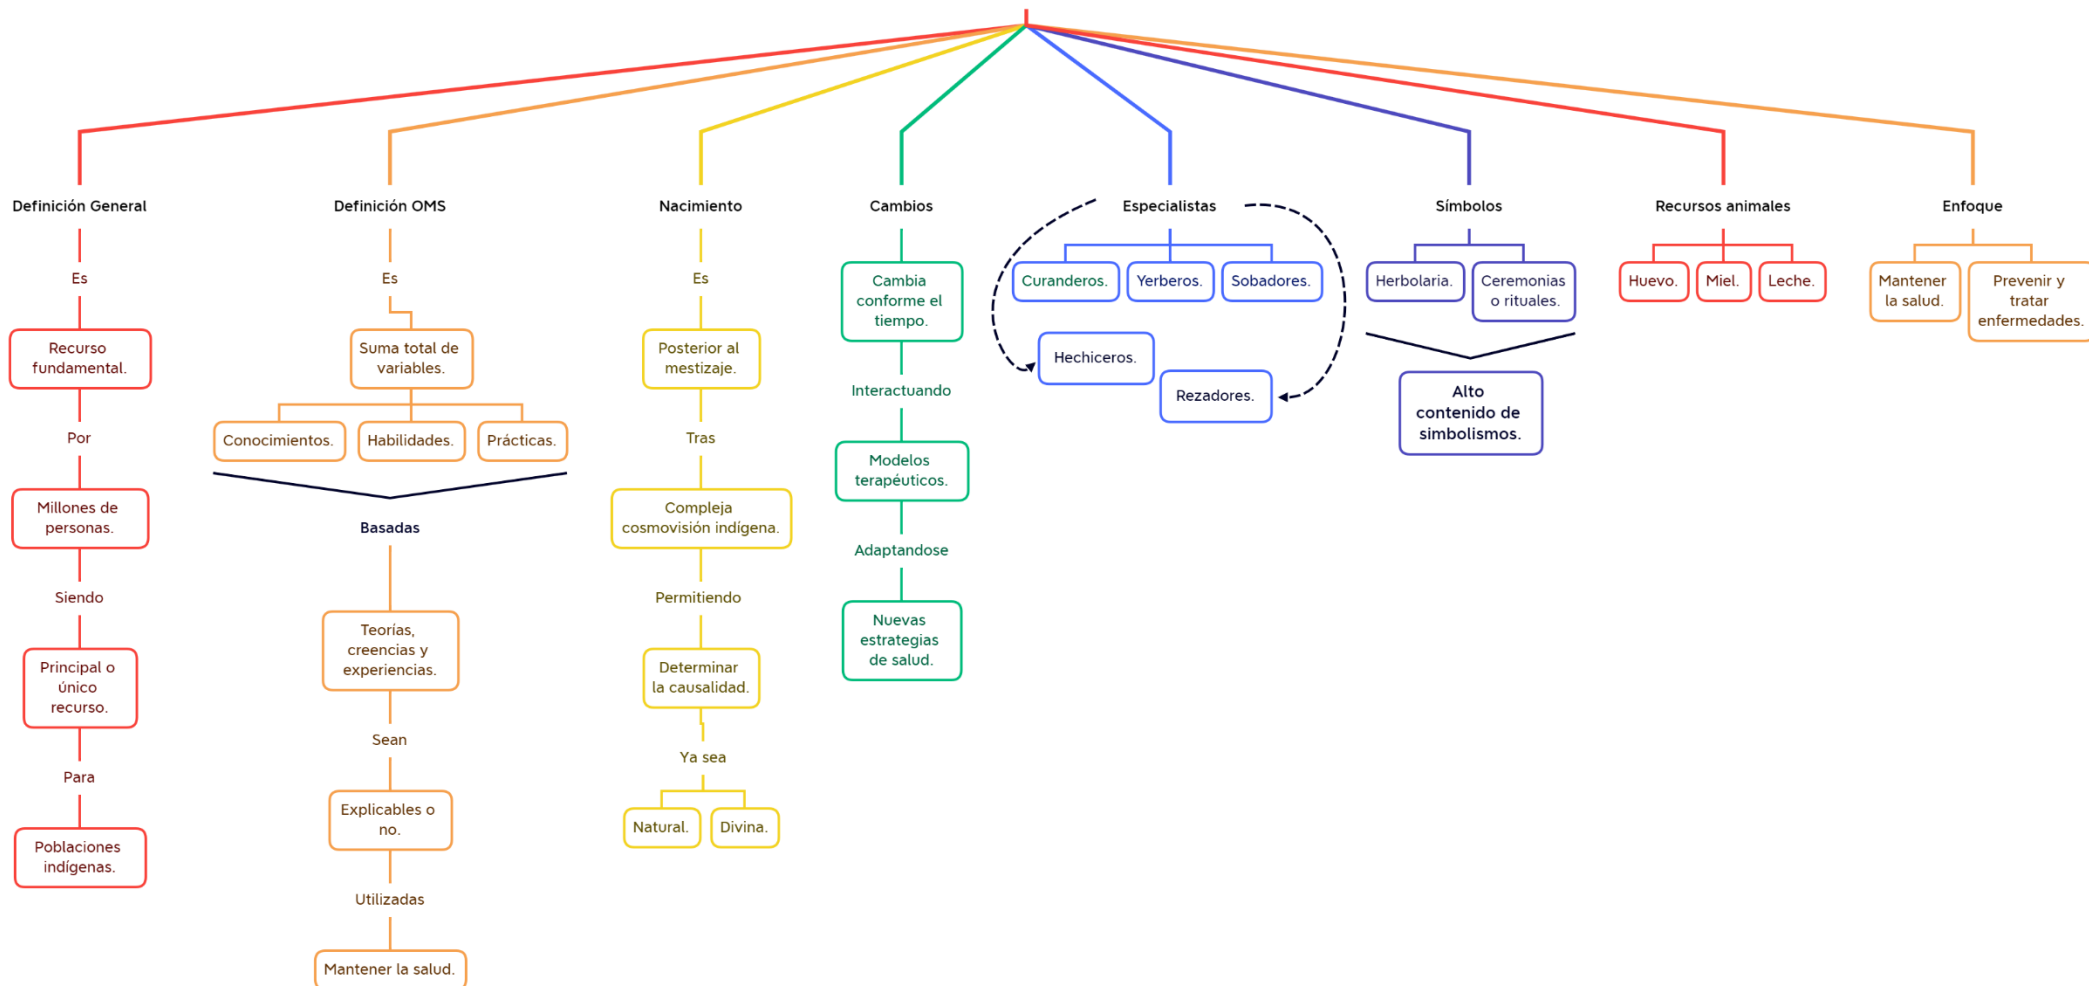 Definición General
Es
Recurso
fundamental.
Por
Millones de
personas.
Siendo
Principal o
único
recurso.
Para
Poblaciones
indígenas.
Definición OMS
Es
Suma total de
variables.
Conocimientos.
Habilidades.
Prácticas.
Basadas
Teorías,
creencias y
experiencias.
Sean
Explicables o
no.
Utilizadas
Mantener la salud.
Nacimiento
Es
Posterior al
mestizaje.
Tras
Compleja
cosmovisión indígena.
Permitiendo
Determinar
la causalidad.
Ya sea
Natural.
Divina.
Cambios
Cambia
conforme el
tiempo.
Interactuando
Modelos
terapéuticos.
Adaptandose
Nuevas
estrategias
de salud.
Especialistas
Curanderos.
Yerberos.
Sobadores.
Hechiceros.
Rezadores.
Símbolos
Herbolaria.
Ceremonias
o rituales.
Alto
contenido de
simbolismos.
Recursos animales
Huevo.
Miel.
Leche.
Enfoque
Mantener
la salud.
Prevenir y
tratar
enfermedades.